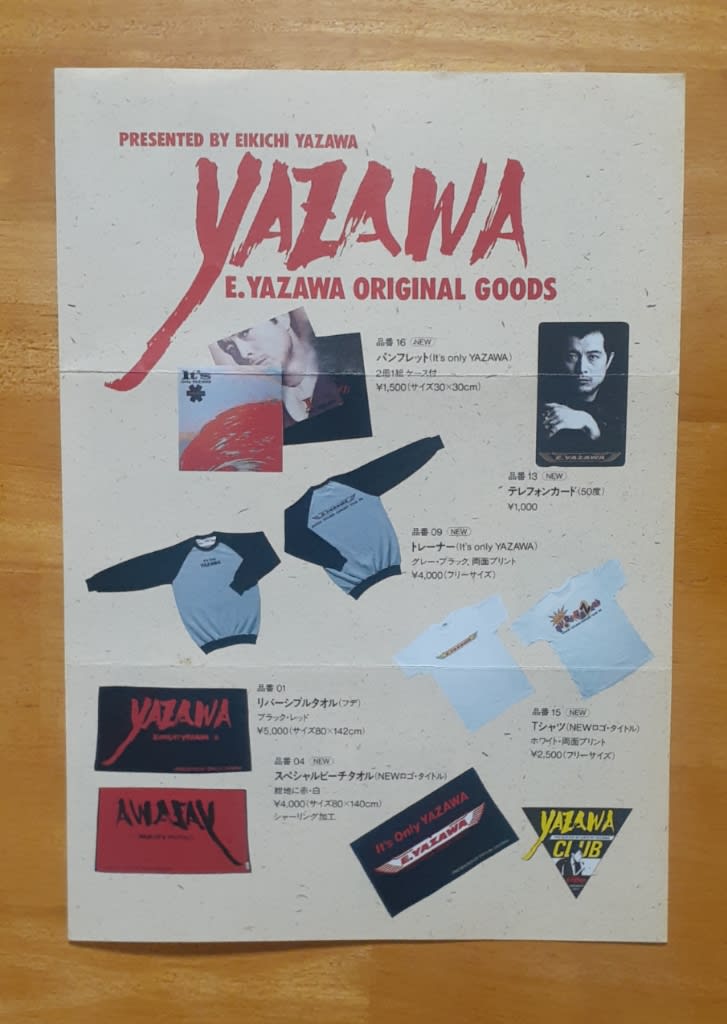 PRESENTED BY EIKICHI YAZAWA
YAZAWA
E.YAZAWA ORIGINAL GOODS
品番 16 NEW
パンフレット(It's only YAZAWA)
2冊1組 ケース付
¥1,500(サイズ30×30cm)
It's
only YAZAWA
E.YAZAWA
品番 13 NEW
テレフォンカード(50度)
¥1,000
品番 09 NEW
トレーナー(It's only YAZAWA)
グレー・ブラック, 両面プリント
¥4,000(フリーサイズ)
YAZAWA
品番 01
リバーシブルタオル(フデ)
ブラック・レッド
¥5,000(サイズ80×142cm)
YAZAWA
品番 15 NEW
Tシャツ(NEWロゴ・タイトル)
ホワイト・両面プリント
¥2,500(フリーサイズ)
品番 04 NEW
スペシャルビーチタオル(NEWロゴ・タイトル)
紺地に赤・白
¥4,000(サイズ80×140cm)
シャーリング加工
YAZAWA
It's Only YAZAWA
E.YAZAWA
YAZAWA
CLUB